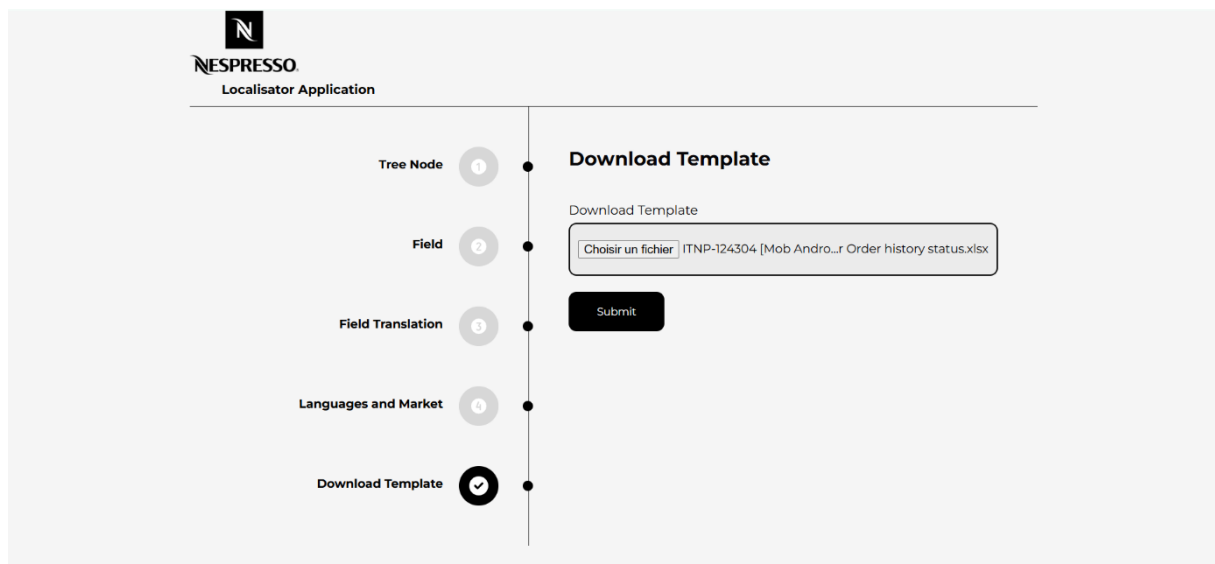 N
NESPRESSO.
Localisator Application
Tree Node 1
Field 2
Field Translation 3
Languages and Market 4
Download Template
Download Template
Download Template
Choisir un fichier ITNP-124304 [Mob Andro...r Order history status.xlsx
Submit